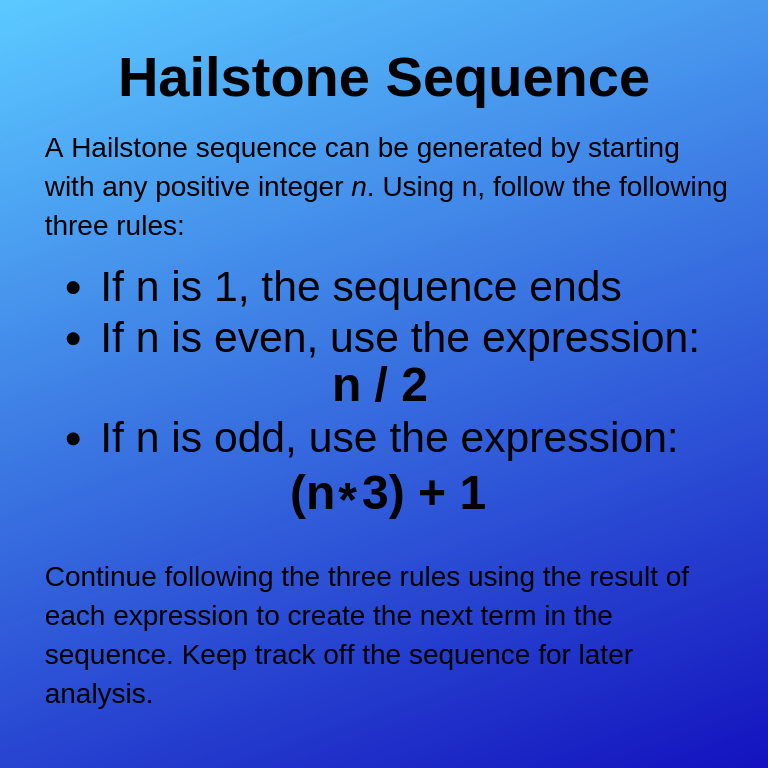 Hailstone Sequence
A Hailstone sequence can be generated by starting
with any positive integer n. Using n, follow the following
three rules:
• If n is 1, the sequence ends
• If n is even, use the expression:
n / 2
• If n is odd, use the expression:
(n*3) + 1
Continue following the three rules using the result of
each expression to create the next term in the
sequence. Keep track off the sequence for later
analysis.